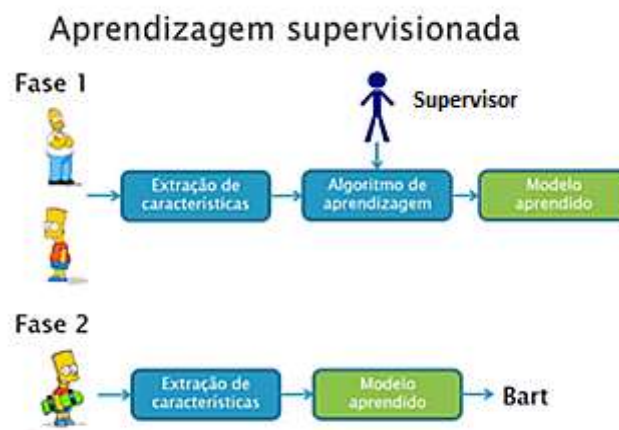 Aprendizagem supervisionada
Fase 1
Supervisor
Extração de
características
Algoritmo de
aprendizagem
Modelo
aprendido
Fase 2
Extração de
características
Modelo
aprendido
Bart